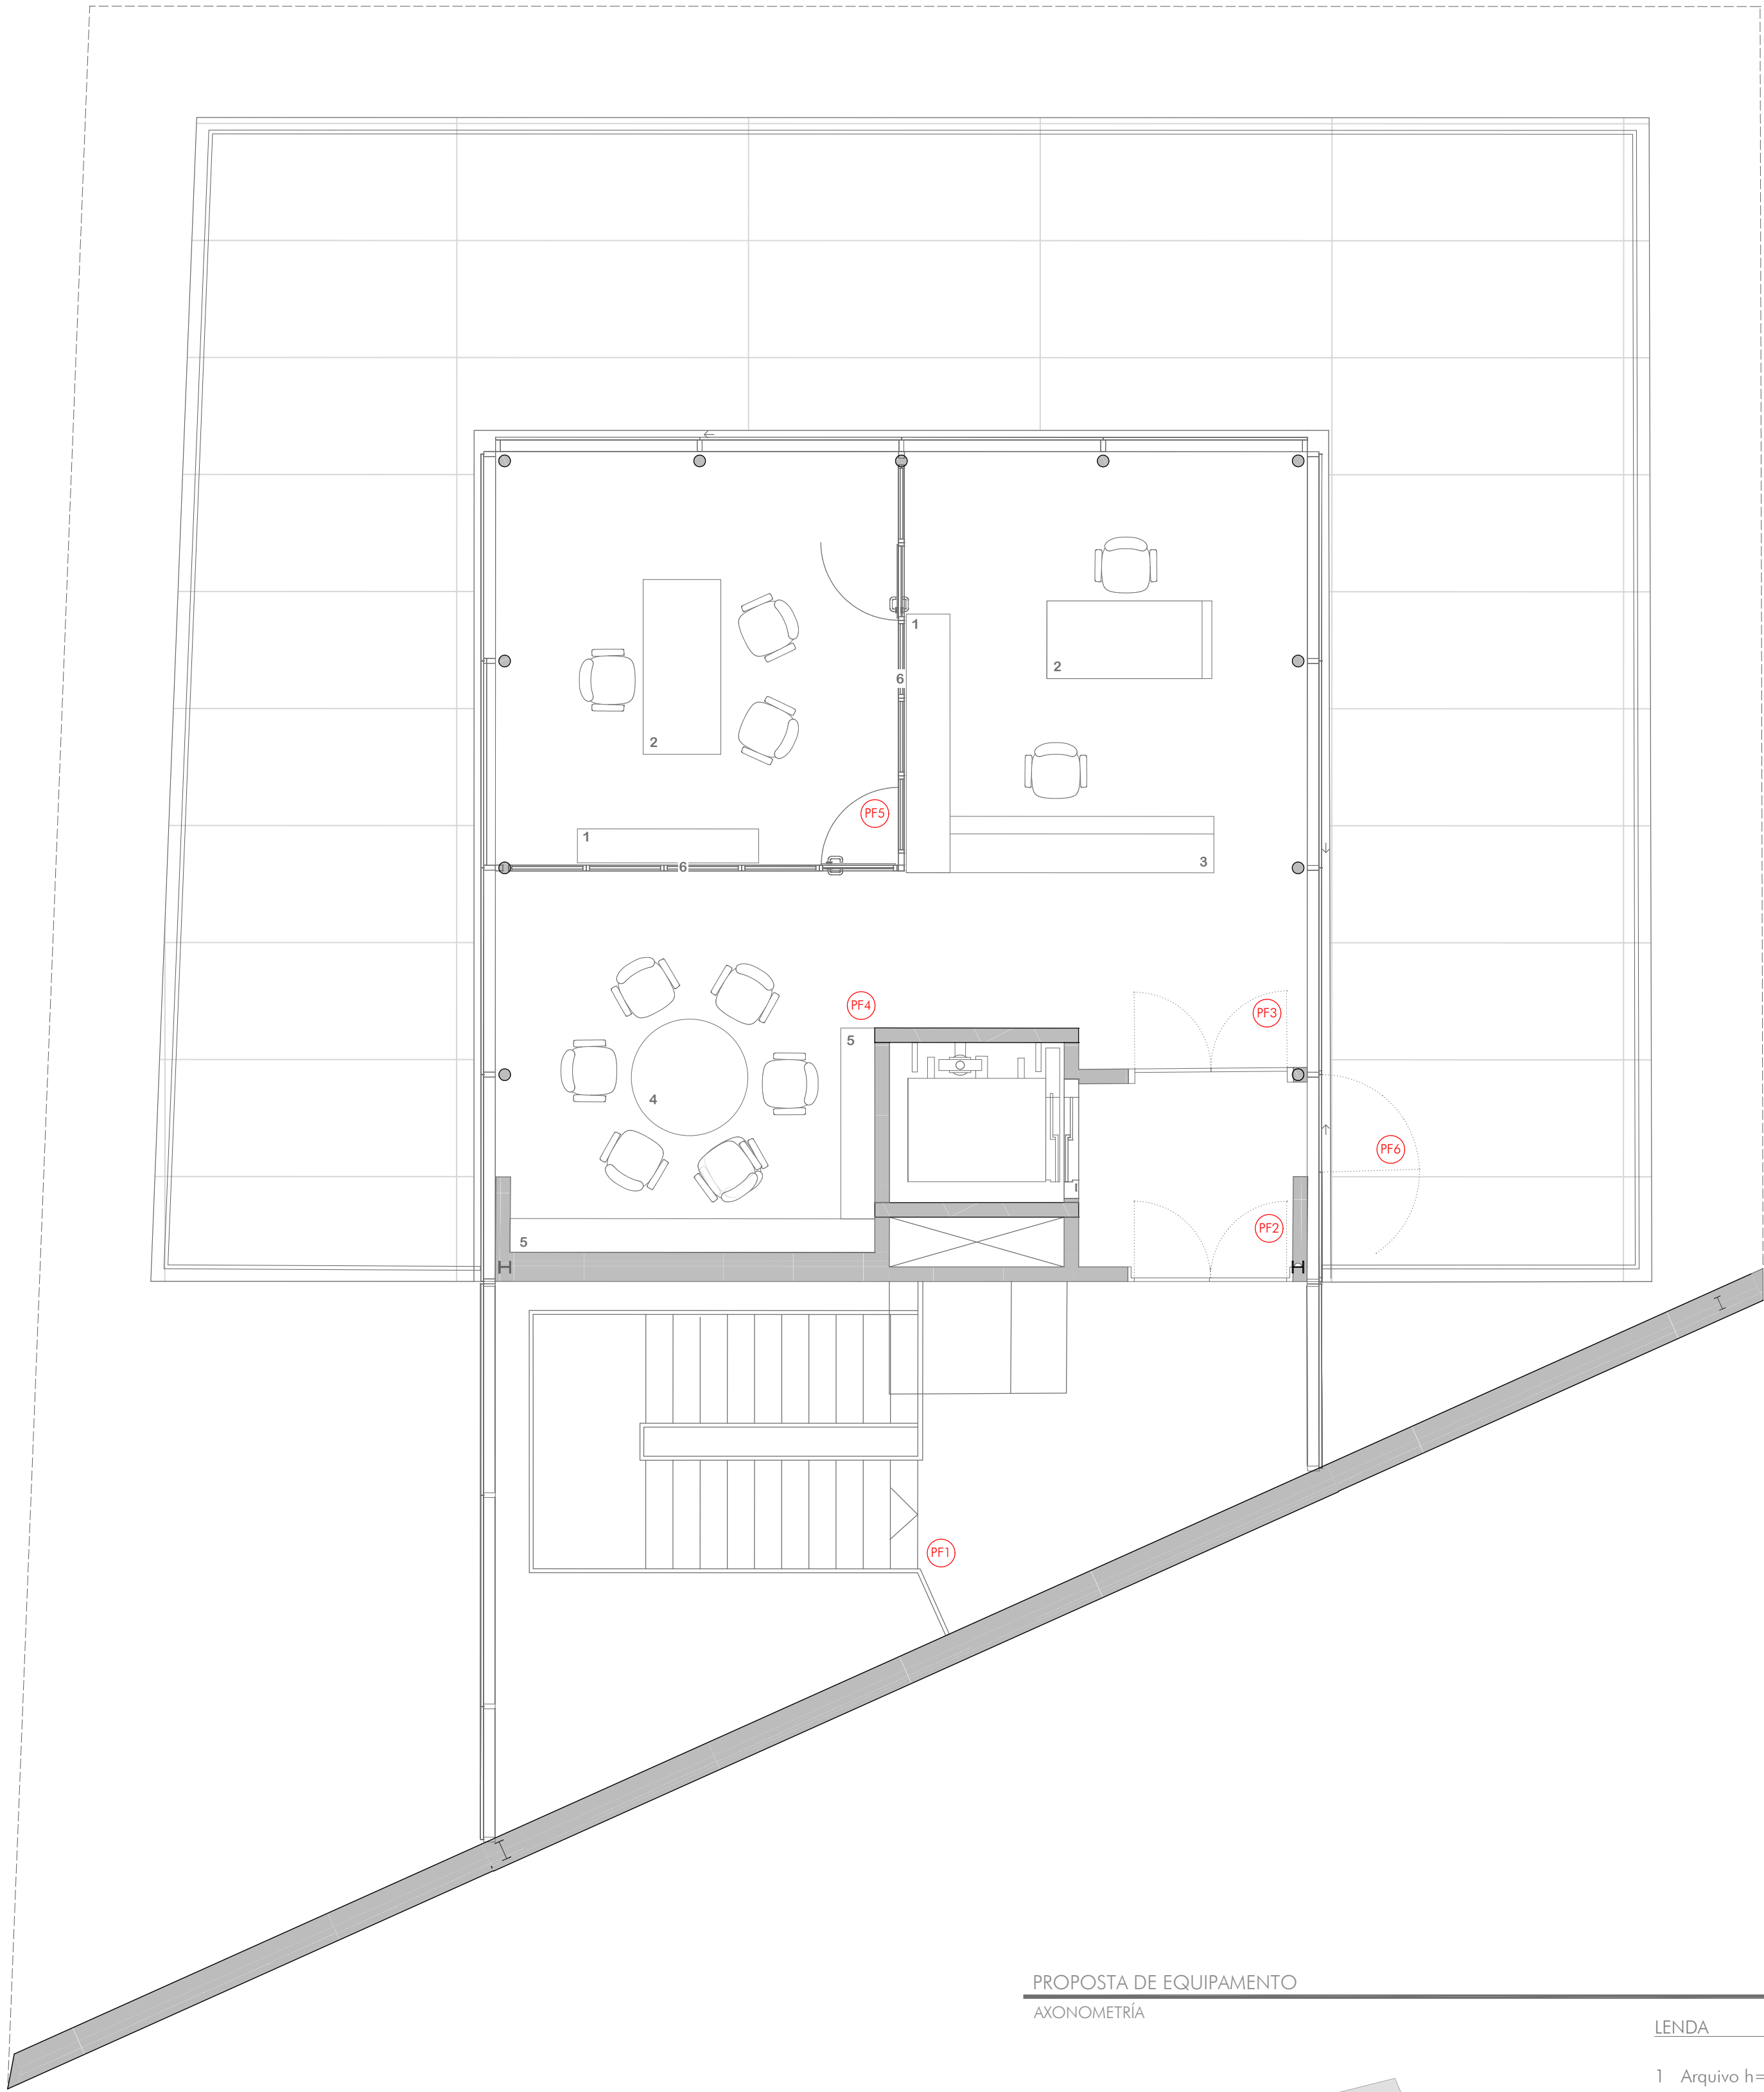 1
2
6
2
PF5
1
6
3
PF4
PF3
5
4
PF6
PF2
5
PF1
PROPOSTA DE EQUIPAMENTO
AXONOMETRÍA
LENDA
1 Arquivo h=